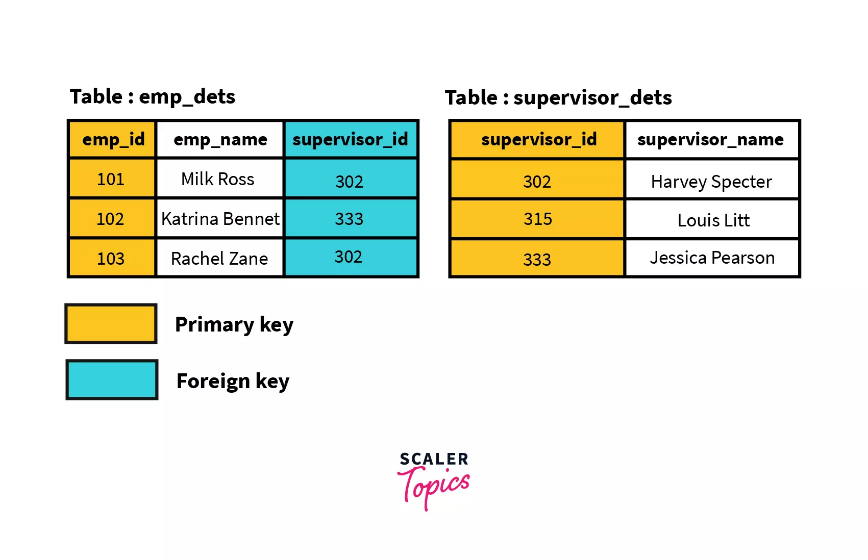 Table : emp_dets
emp_id emp_name supervisor_id
101 Milk Ross 302
102 Katrina Bennet 333
103 Rachel Zane 302
Table : supervisor_dets
supervisor_id supervisor_name
302 Harvey Specter
315 Louis Litt
333 Jessica Pearson
Primary key
Foreign key
SCALER
Topics